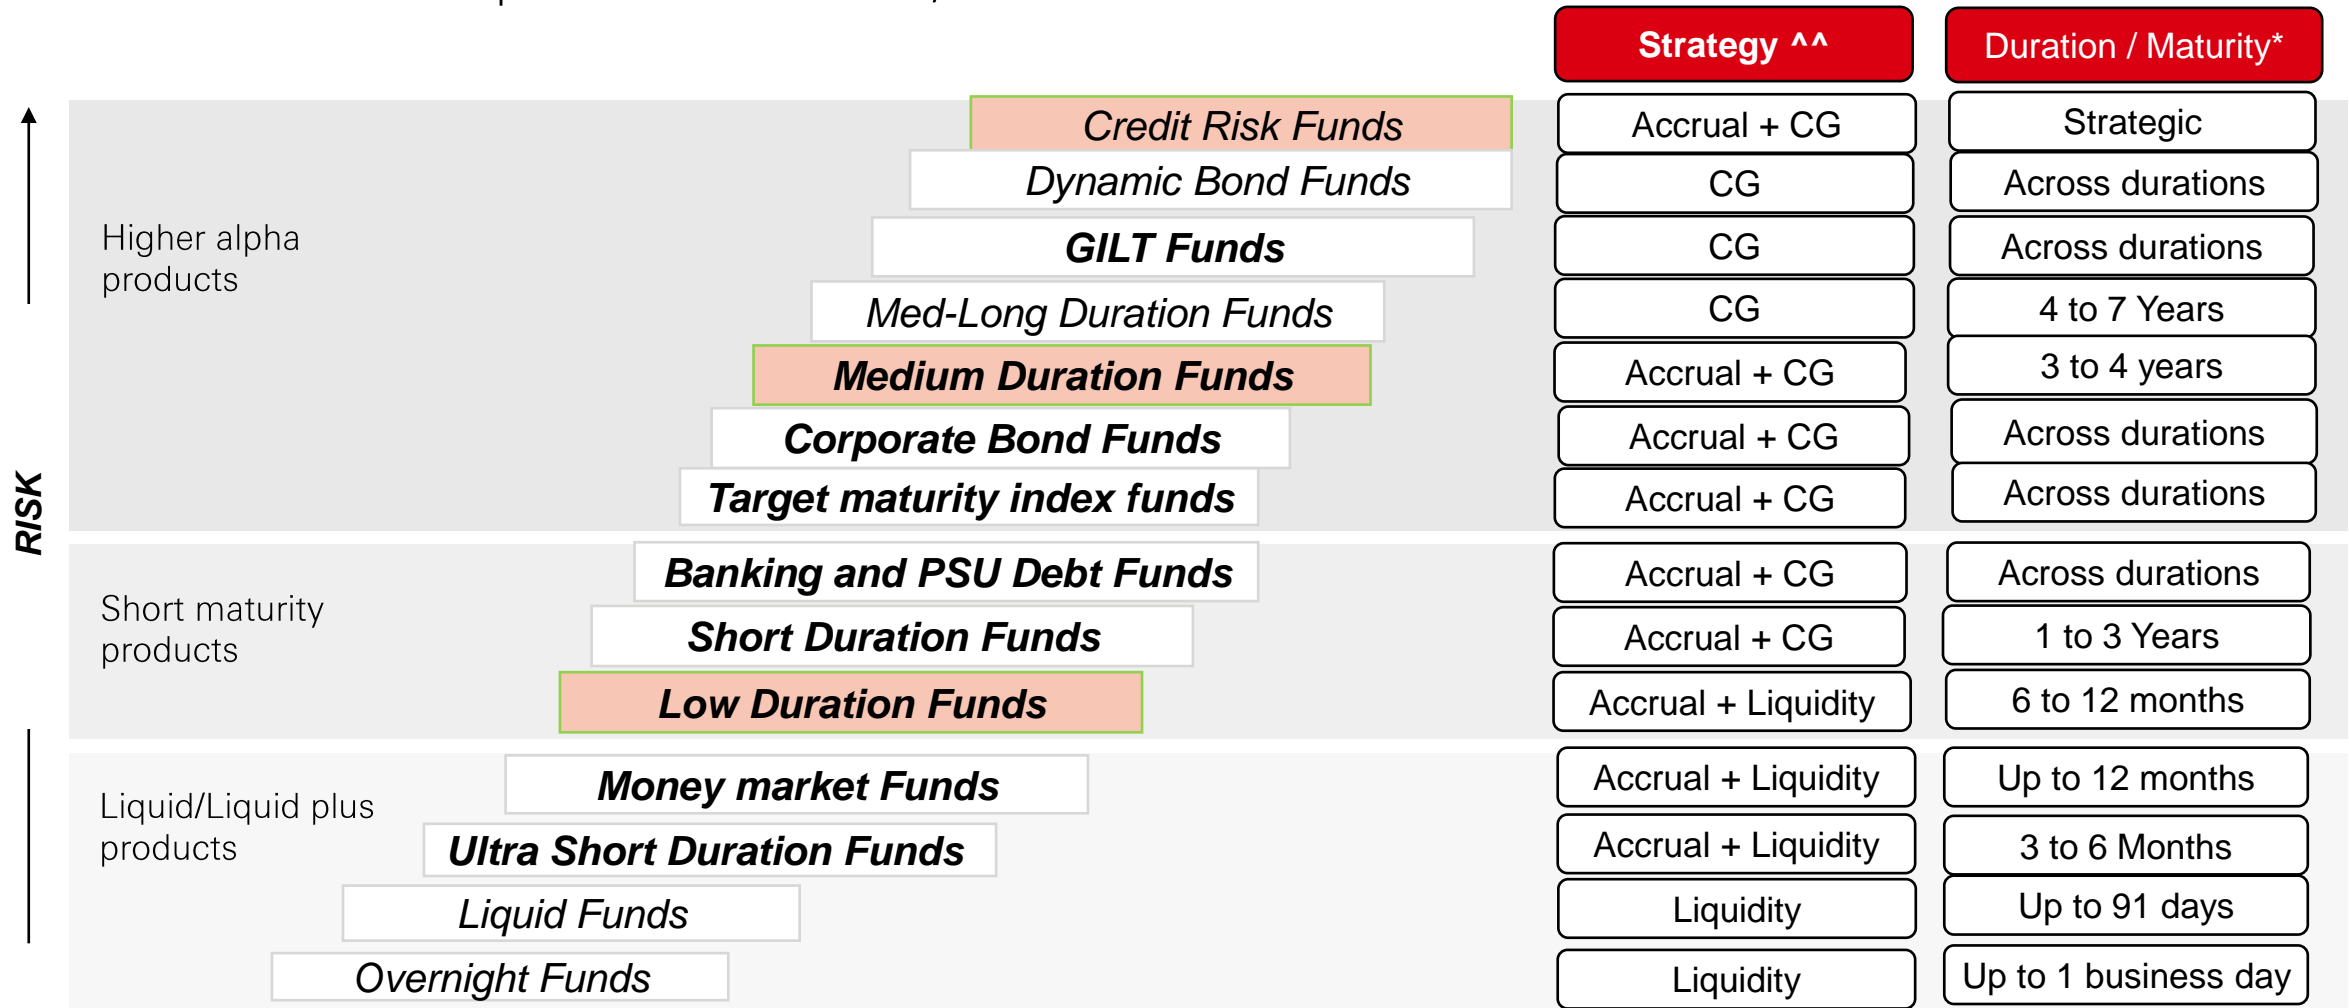 Strategy ^^ Duration / Maturity*
Credit Risk Funds Accrual + CG Strategic
Dynamic Bond Funds CG Across durations
Higher alpha
products
GILT Funds CG Across durations
Med-Long Duration Funds CG 4 to 7 Years
Medium Duration Funds Accrual + CG 3 to 4 years
Corporate Bond Funds Accrual + CG Across durations
Target maturity index funds Accrual + CG Across durations
RISK
Banking and PSU Debt Funds Accrual + CG Across durations
Short maturity
products
Short Duration Funds Accrual + CG 1 to 3 Years
Low Duration Funds Accrual + Liquidity 6 to 12 months
Money market Funds Accrual + Liquidity Up to 12 months
Liquid/Liquid plus
products
Ultra Short Duration Funds Accrual + Liquidity 3 to 6 Months
Liquid Funds Liquidity Up to 91 days
Overnight Funds Liquidity Up to 1 business day